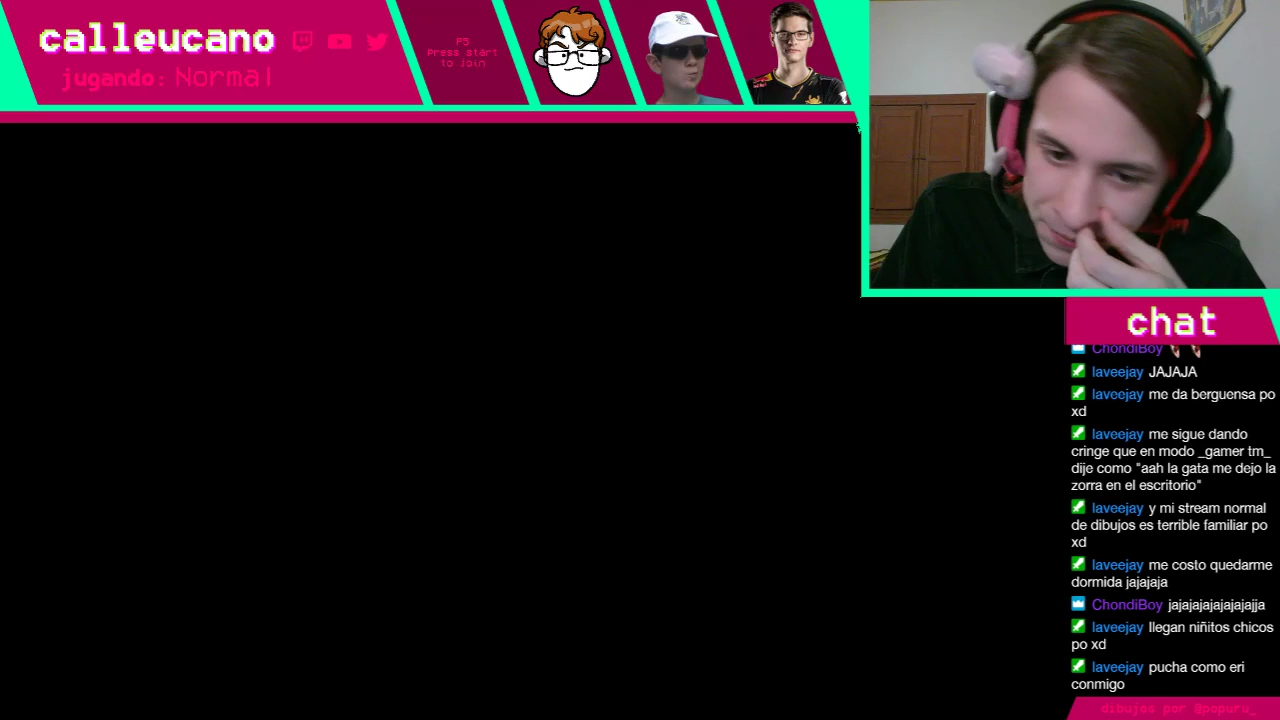 calleucano
jugando: Normal
P5
Press start
to Join
chat
ChondiBoy
laveejay JAJAJA
laveejay me da berguensa po
xd
laveejay me sigue dando
cringe que en modo _gamer tm_
dije como "aah la gata me dejo la
zorra en el escritorio"
laveejay y mi stream normal
de dibujos es terrible familiar po
xd
laveejay me costo quedarme
dormida jajajaja
ChondiBoy jajajajajajajajjja
laveejay llegan niñitos chicos
po xd
laveejay pucha como eri
conmigo
dibujos por @popuru_